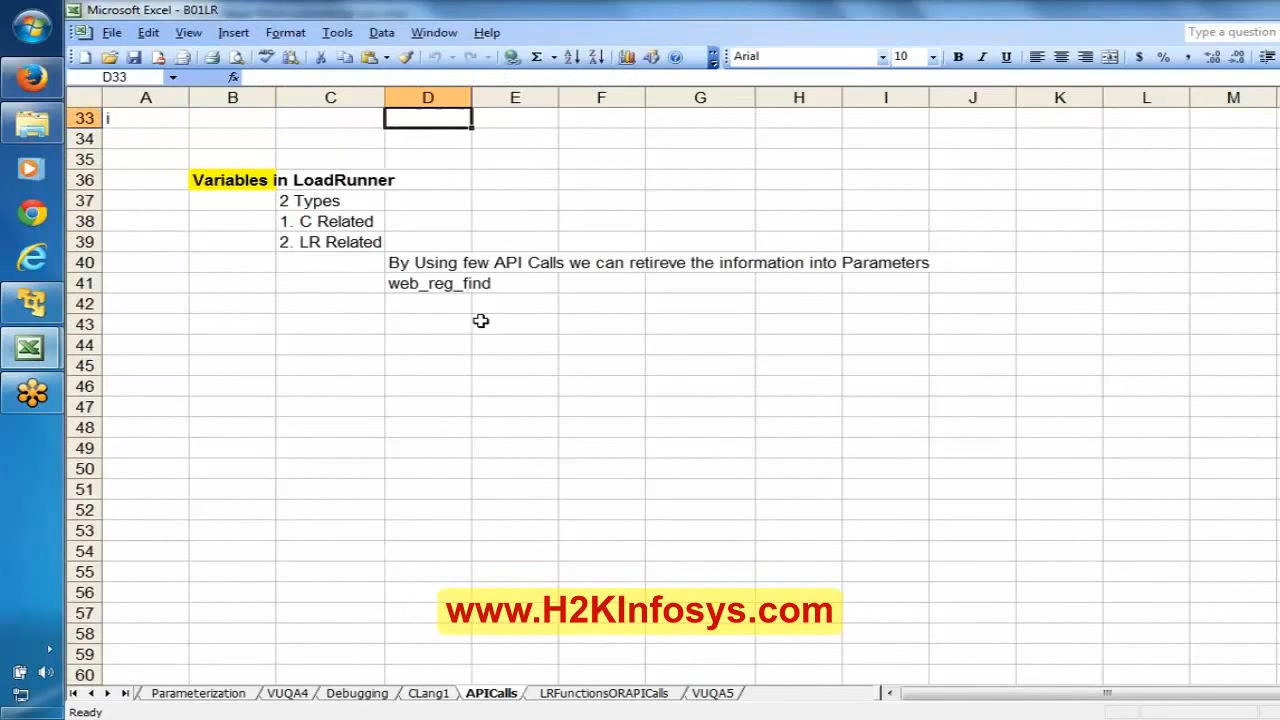 Microsoft Excel - B01LR
File Edit View Insert Format Tools Data Window Help
Type a question
Arial 10 B I U $ % ,
D33 fx
A B C D E F G H I J K L M
33 i
34
35
36 Variables in LoadRunner
37 2 Types
38 1. C Related
39 2. LR Related
40 By Using few API Calls we can retireve the information into Parameters
41 web_reg_find
42
43
44
45
46
47
48
49
50
51
52
53
54
55
56
www.H2KInfosys.com
57
58
59
60
Parameterization VUQA4 Debugging CLang1 APICalls LRFunctionsORAPICalls VUQA5
Ready